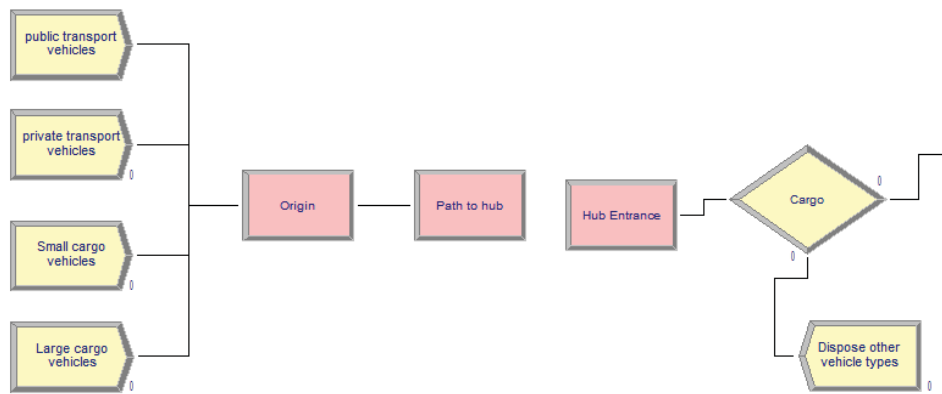 public transport
vehicles
private transport
vehicles
0
Small cargo
vehicles
0
Large cargo
vehicles
0
Origin
Path to hub
Hub Entrance
Cargo
0
0
Dispose other
vehicle types
0